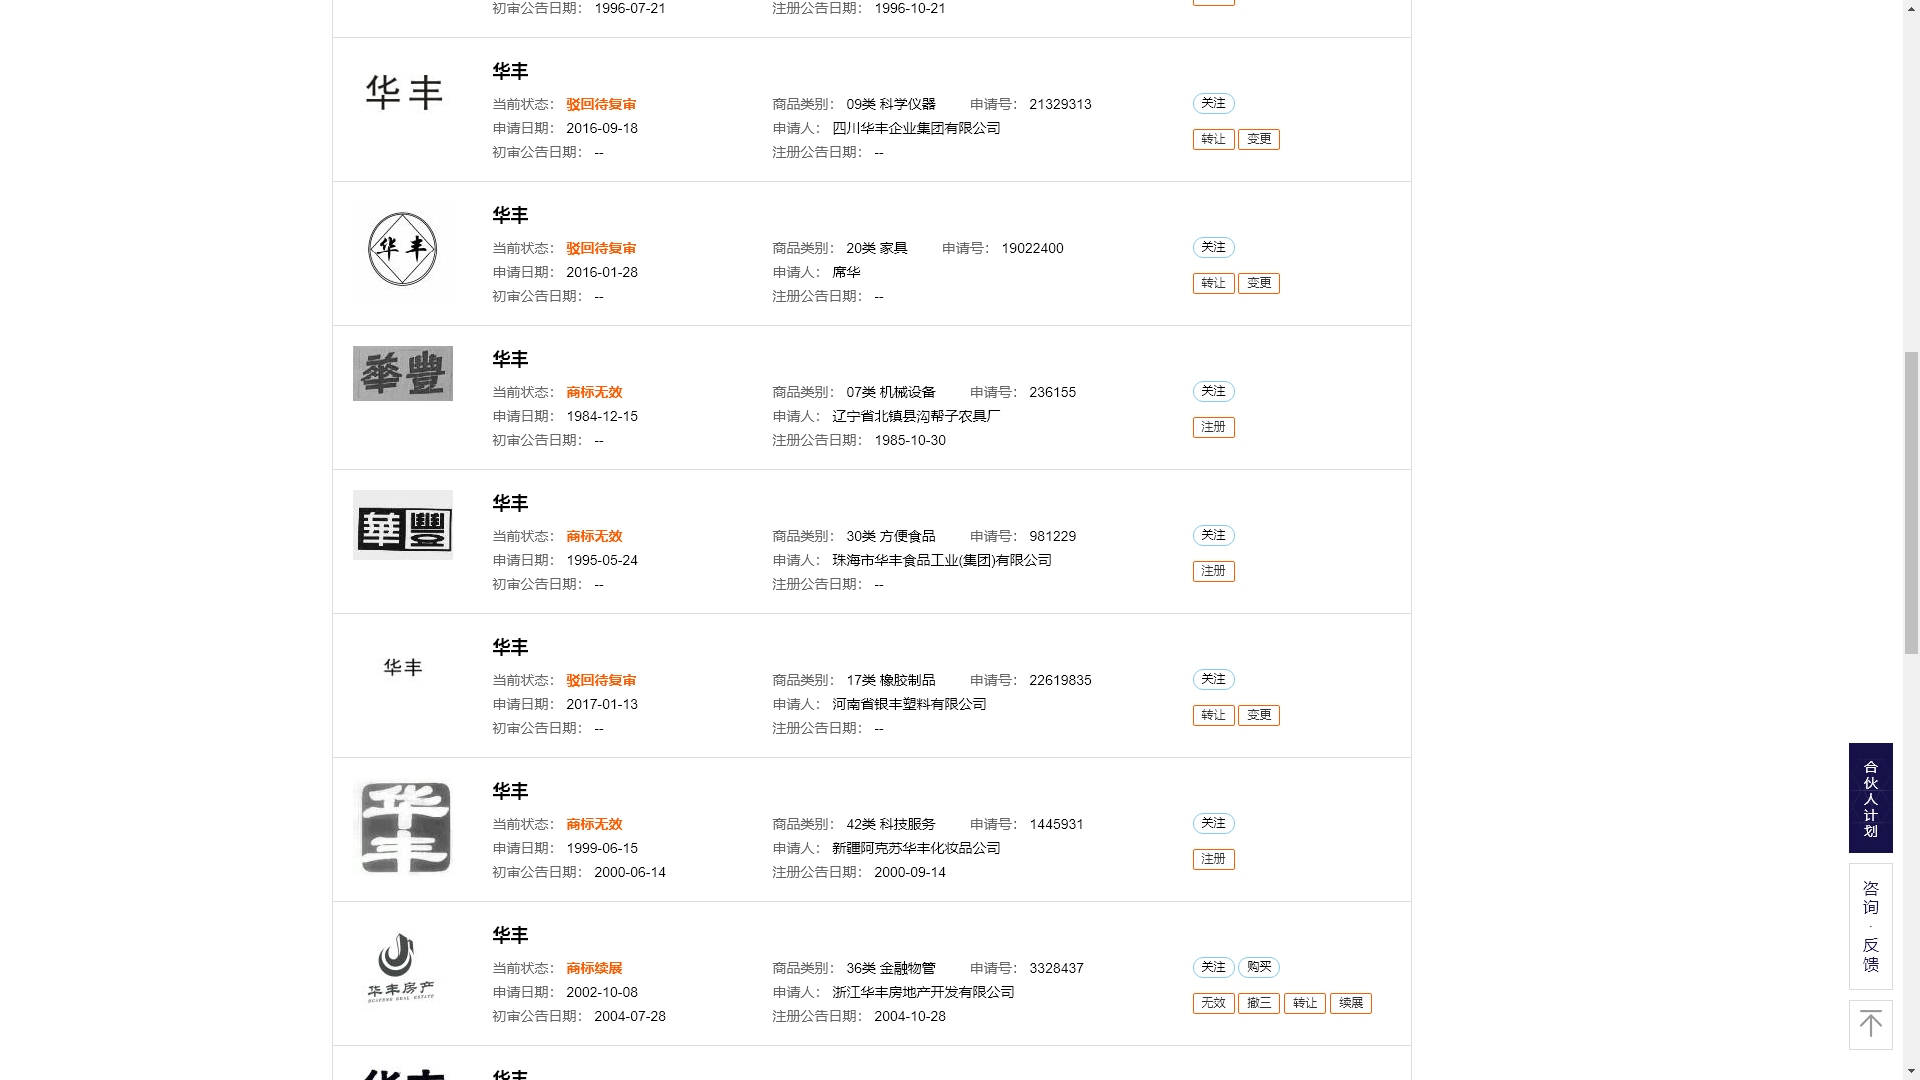 初审公告日期： 1996-07-21 注册公告日期： 1996-10-21
华丰
华丰
当前状态： 驳回待复审 商品类别： 09类 科学仪器 申请号： 21329313 关注
申请日期： 2016-09-18 申请人： 四川华丰企业集团有限公司 转让 变更
初审公告日期： -- 注册公告日期： --
华丰
华丰
当前状态： 驳回待复审 商品类别： 20类 家具 申请号： 19022400 关注
申请日期： 2016-01-28 申请人： 席华 转让 变更
初审公告日期： -- 注册公告日期： --
華豐
华丰
当前状态： 商标无效 商品类别： 07类 机械设备 申请号： 236155 关注
申请日期： 1984-12-15 申请人： 辽宁省北镇县沟帮子农具厂 注册
初审公告日期： -- 注册公告日期： 1985-10-30
華豐
华丰
当前状态： 商标无效 商品类别： 30类 方便食品 申请号： 981229 关注
申请日期： 1995-05-24 申请人： 珠海市华丰食品工业(集团)有限公司 注册
初审公告日期： -- 注册公告日期： --
华丰
华丰
当前状态： 驳回待复审 商品类别： 17类 橡胶制品 申请号： 22619835 关注
申请日期： 2017-01-13 申请人： 河南省银丰塑料有限公司 转让 变更
初审公告日期： -- 注册公告日期： --
华丰
华丰
当前状态： 商标无效 商品类别： 42类 科技服务 申请号： 1445931 关注
申请日期： 1999-06-15 申请人： 新疆阿克苏华丰化妆品公司 注册
初审公告日期： 2000-06-14 注册公告日期： 2000-09-14
华丰房产
HUAFENG REAL ESTATE
华丰
当前状态： 商标续展 商品类别： 36类 金融物管 申请号： 3328437 关注 购买
申请日期： 2002-10-08 申请人： 浙江华丰房地产开发有限公司 无效 撤三 转让 续展
初审公告日期： 2004-07-28 注册公告日期： 2004-10-28
华丰
华丰
合伙人计划
咨询·反馈